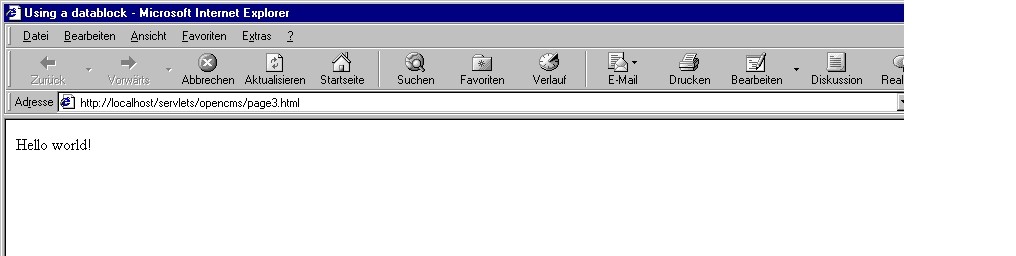 Using a datablock - Microsoft Internet Explorer
Datei Bearbeiten Ansicht Favoriten Extras ?
Zurück Vorwärts Abbrechen Aktualisieren Startseite Suchen Favoriten Verlauf E-Mail Drucken Bearbeiten Diskussion Real
Adresse http://localhost/servlets/opencms/page3.html
Hello world!